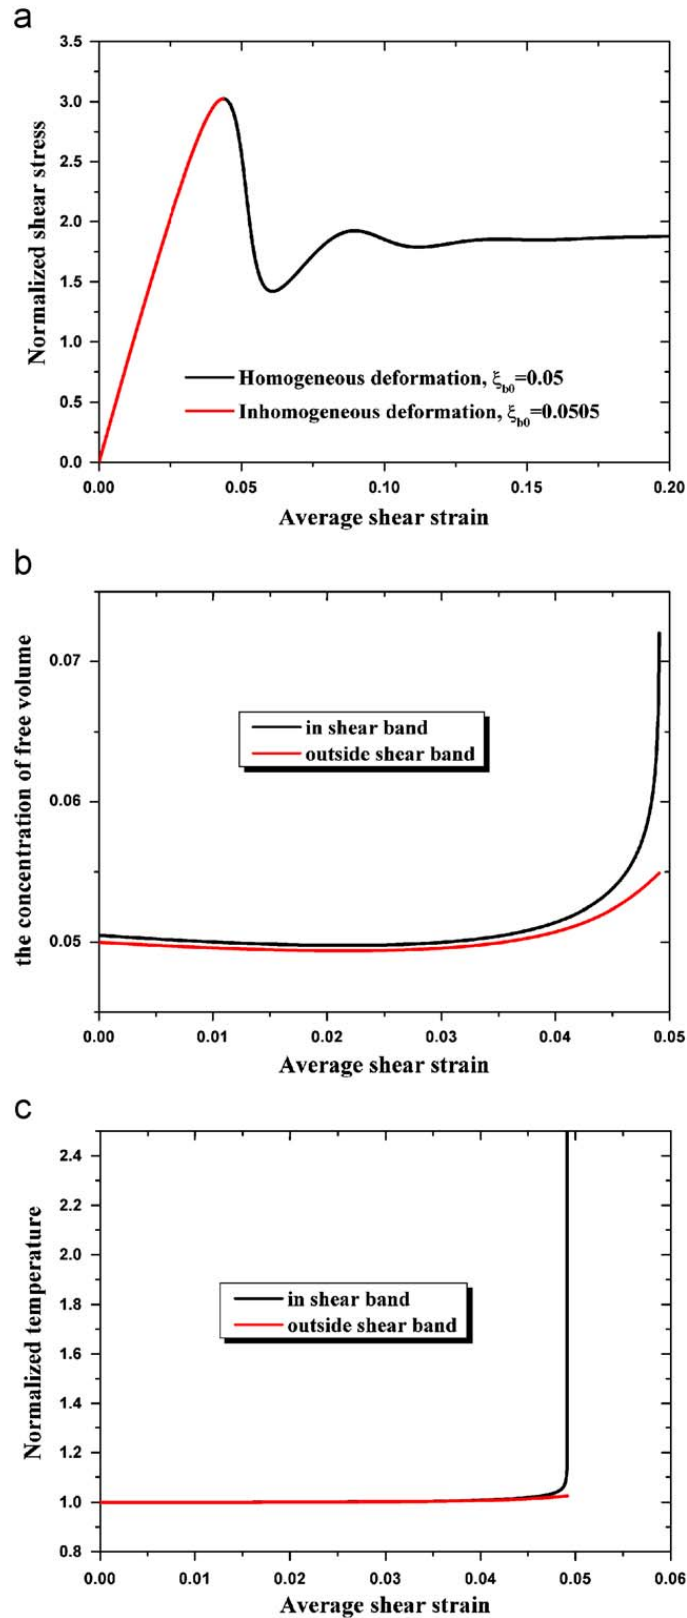 a
3.5
3.0
2.5
2.0
1.5
1.0
0.5
0.0
Normalized shear stress
Homogeneous deformation, ξb0=0.05
Inhomogeneous deformation, ξb0=0.0505
0.00 0.05 0.10 0.15 0.20
Average shear strain
b
0.07
0.06
0.05
the concentration of free volume
in shear band
outside shear band
0.00 0.01 0.02 0.03 0.04 0.05
Average shear strain
c
2.4
2.2
2.0
1.8
1.6
1.4
1.2
1.0
0.8
Normalized temperature
in shear band
outside shear band
0.00 0.01 0.02 0.03 0.04 0.05 0.06
Average shear strain